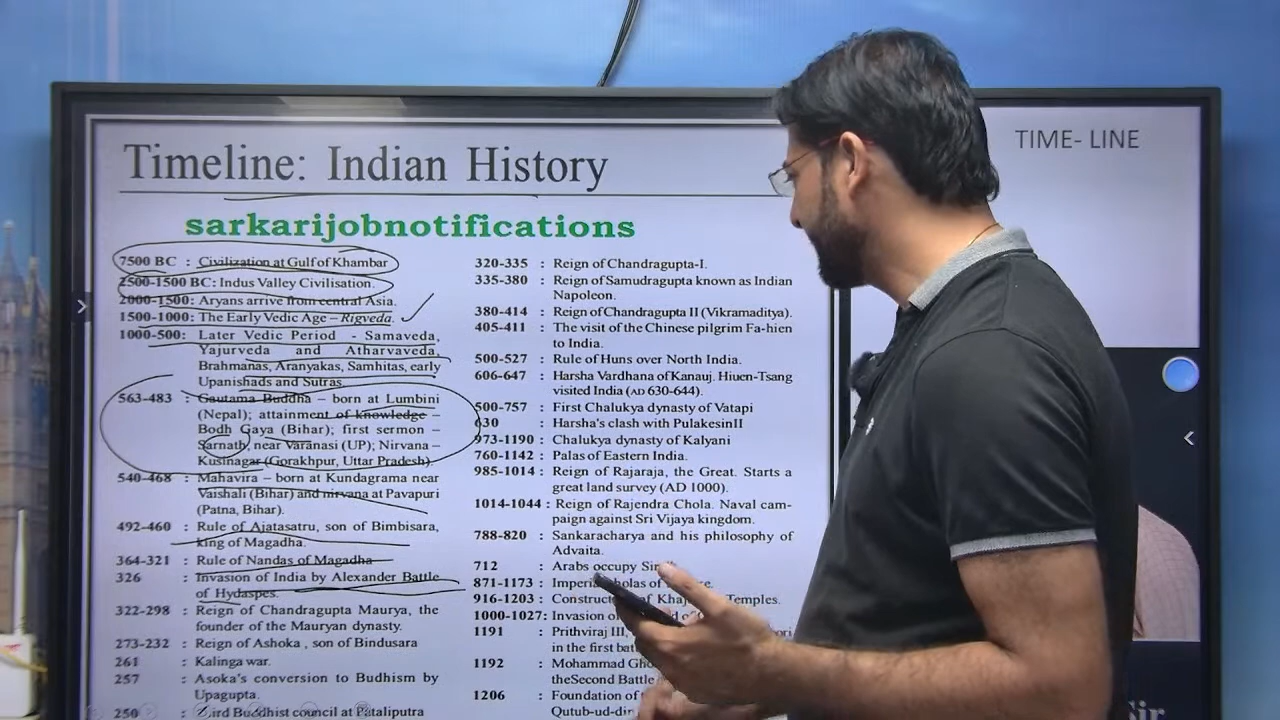 Timeline: Indian History
TIME- LINE
sarkarijobnotifications
7500 BC : Civilization at Gulf of Khambar
2500-1500 BC: Indus Valley Civilisation.
2000-1500: Aryans arrive from central Asia.
1500-1000: The Early Vedic Age – Rigveda.
1000-500: Later Vedic Period - Samaveda,
Yajurveda and Atharvaveda,
Brahmanas, Aranyakas, Samhitas, early
Upanishads and Sutras.
563-483 : Gautama Buddha – born at Lumbini
(Nepal); attainment of knowledge –
Bodh Gaya (Bihar); first sermon –
Sarnath, near Varanasi (UP); Nirvana –
Kusinagar (Gorakhpur, Uttar Pradesh).
540-468 : Mahavira – born at Kundagrama near
Vaishali (Bihar) and nirvana at Pavapuri
(Patna, Bihar).
492-460 : Rule of Ajatasatru, son of Bimbisara,
king of Magadha.
364-321 : Rule of Nandas of Magadha
326 : Invasion of India by Alexander Battle
of Hydaspes.
322-298 : Reign of Chandragupta Maurya, the
founder of the Mauryan dynasty.
273-232 : Reign of Ashoka , son of Bindusara
261 : Kalinga war.
257 : Asoka's conversion to Budhism by
Upagupta.
250 : Buddhist council at Pataliputra
320-335 : Reign of Chandragupta-I.
335-380 : Reign of Samudragupta known as Indian
Napoleon.
380-414 : Reign of Chandragupta II (Vikramaditya).
405-411 : The visit of the Chinese pilgrim Fa-hien
to India.
500-527 : Rule of Huns over North India.
606-647 : Harsha Vardhana of Kanauj. Hiuen-Tsang
visited India (AD 630-644).
500-757 : First Chalukya dynasty of Vatapi
630 : Harsha's clash with PulakesinII
973-1190 : Chalukya dynasty of Kalyani
760-1142 : Palas of Eastern India.
985-1014 : Reign of Rajaraja, the Great. Starts a
great land survey (AD 1000).
1014-1044 : Reign of Rajendra Chola. Naval cam-
paign against Sri Vijaya kingdom.
788-820 : Sankaracharya and his philosophy of
Advaita.
712 : Arabs occupy
871-1173 : of
916-1203 : of Temples.
1000-1027: Invasion
1191 : Prithviraj III,
in the first
1192 : Mohammad
theSecond Battle
1206 : Foundation of
Sir